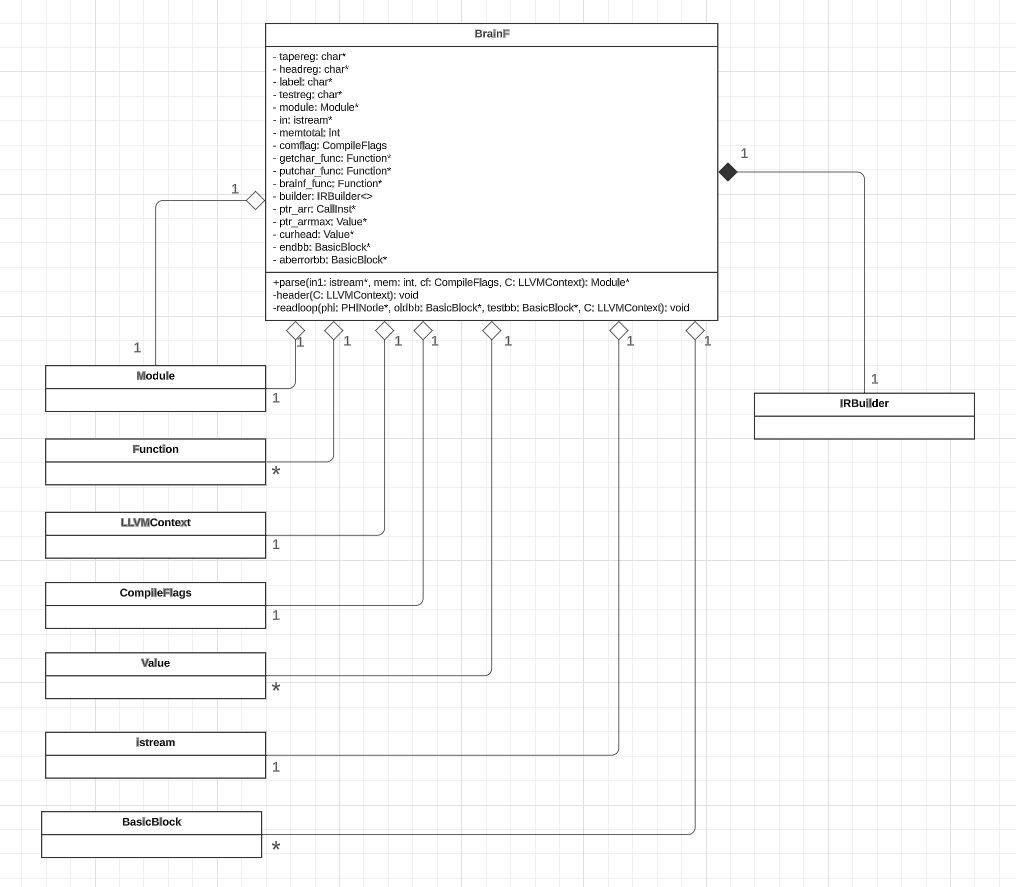 BrainF
- tapereg: char*
- headreg: char*
- label: char*
- testreg: char*
- module: Module*
- in: istream*
- memtotal: int
- comflag: CompileFlags
- getchar_func: Function*
- putchar_func: Function*
- brainf_func: Function*
- builder: IRBuilder<>
- ptr_arr: CallInst*
- ptr_arrmax: Value*
- curhead: Value*
- endbb: BasicBlock*
- aberrorbb: BasicBlock*
+parse(in1: istream*, mem: int, cf: CompileFlags, C: LLVMContext): Module*
-header(C: LLVMContext): void
-readloop(phi: PHINode*, oldbb: BasicBlock*, testbb: BasicBlock*, C: LLVMContext): void
1
1
1
1
1
1
1
1
1
1
1
Module
1
1
IRBuilder
Function
*
LLVMContext
1
CompileFlags
1
Value
*
istream
1
BasicBlock
*